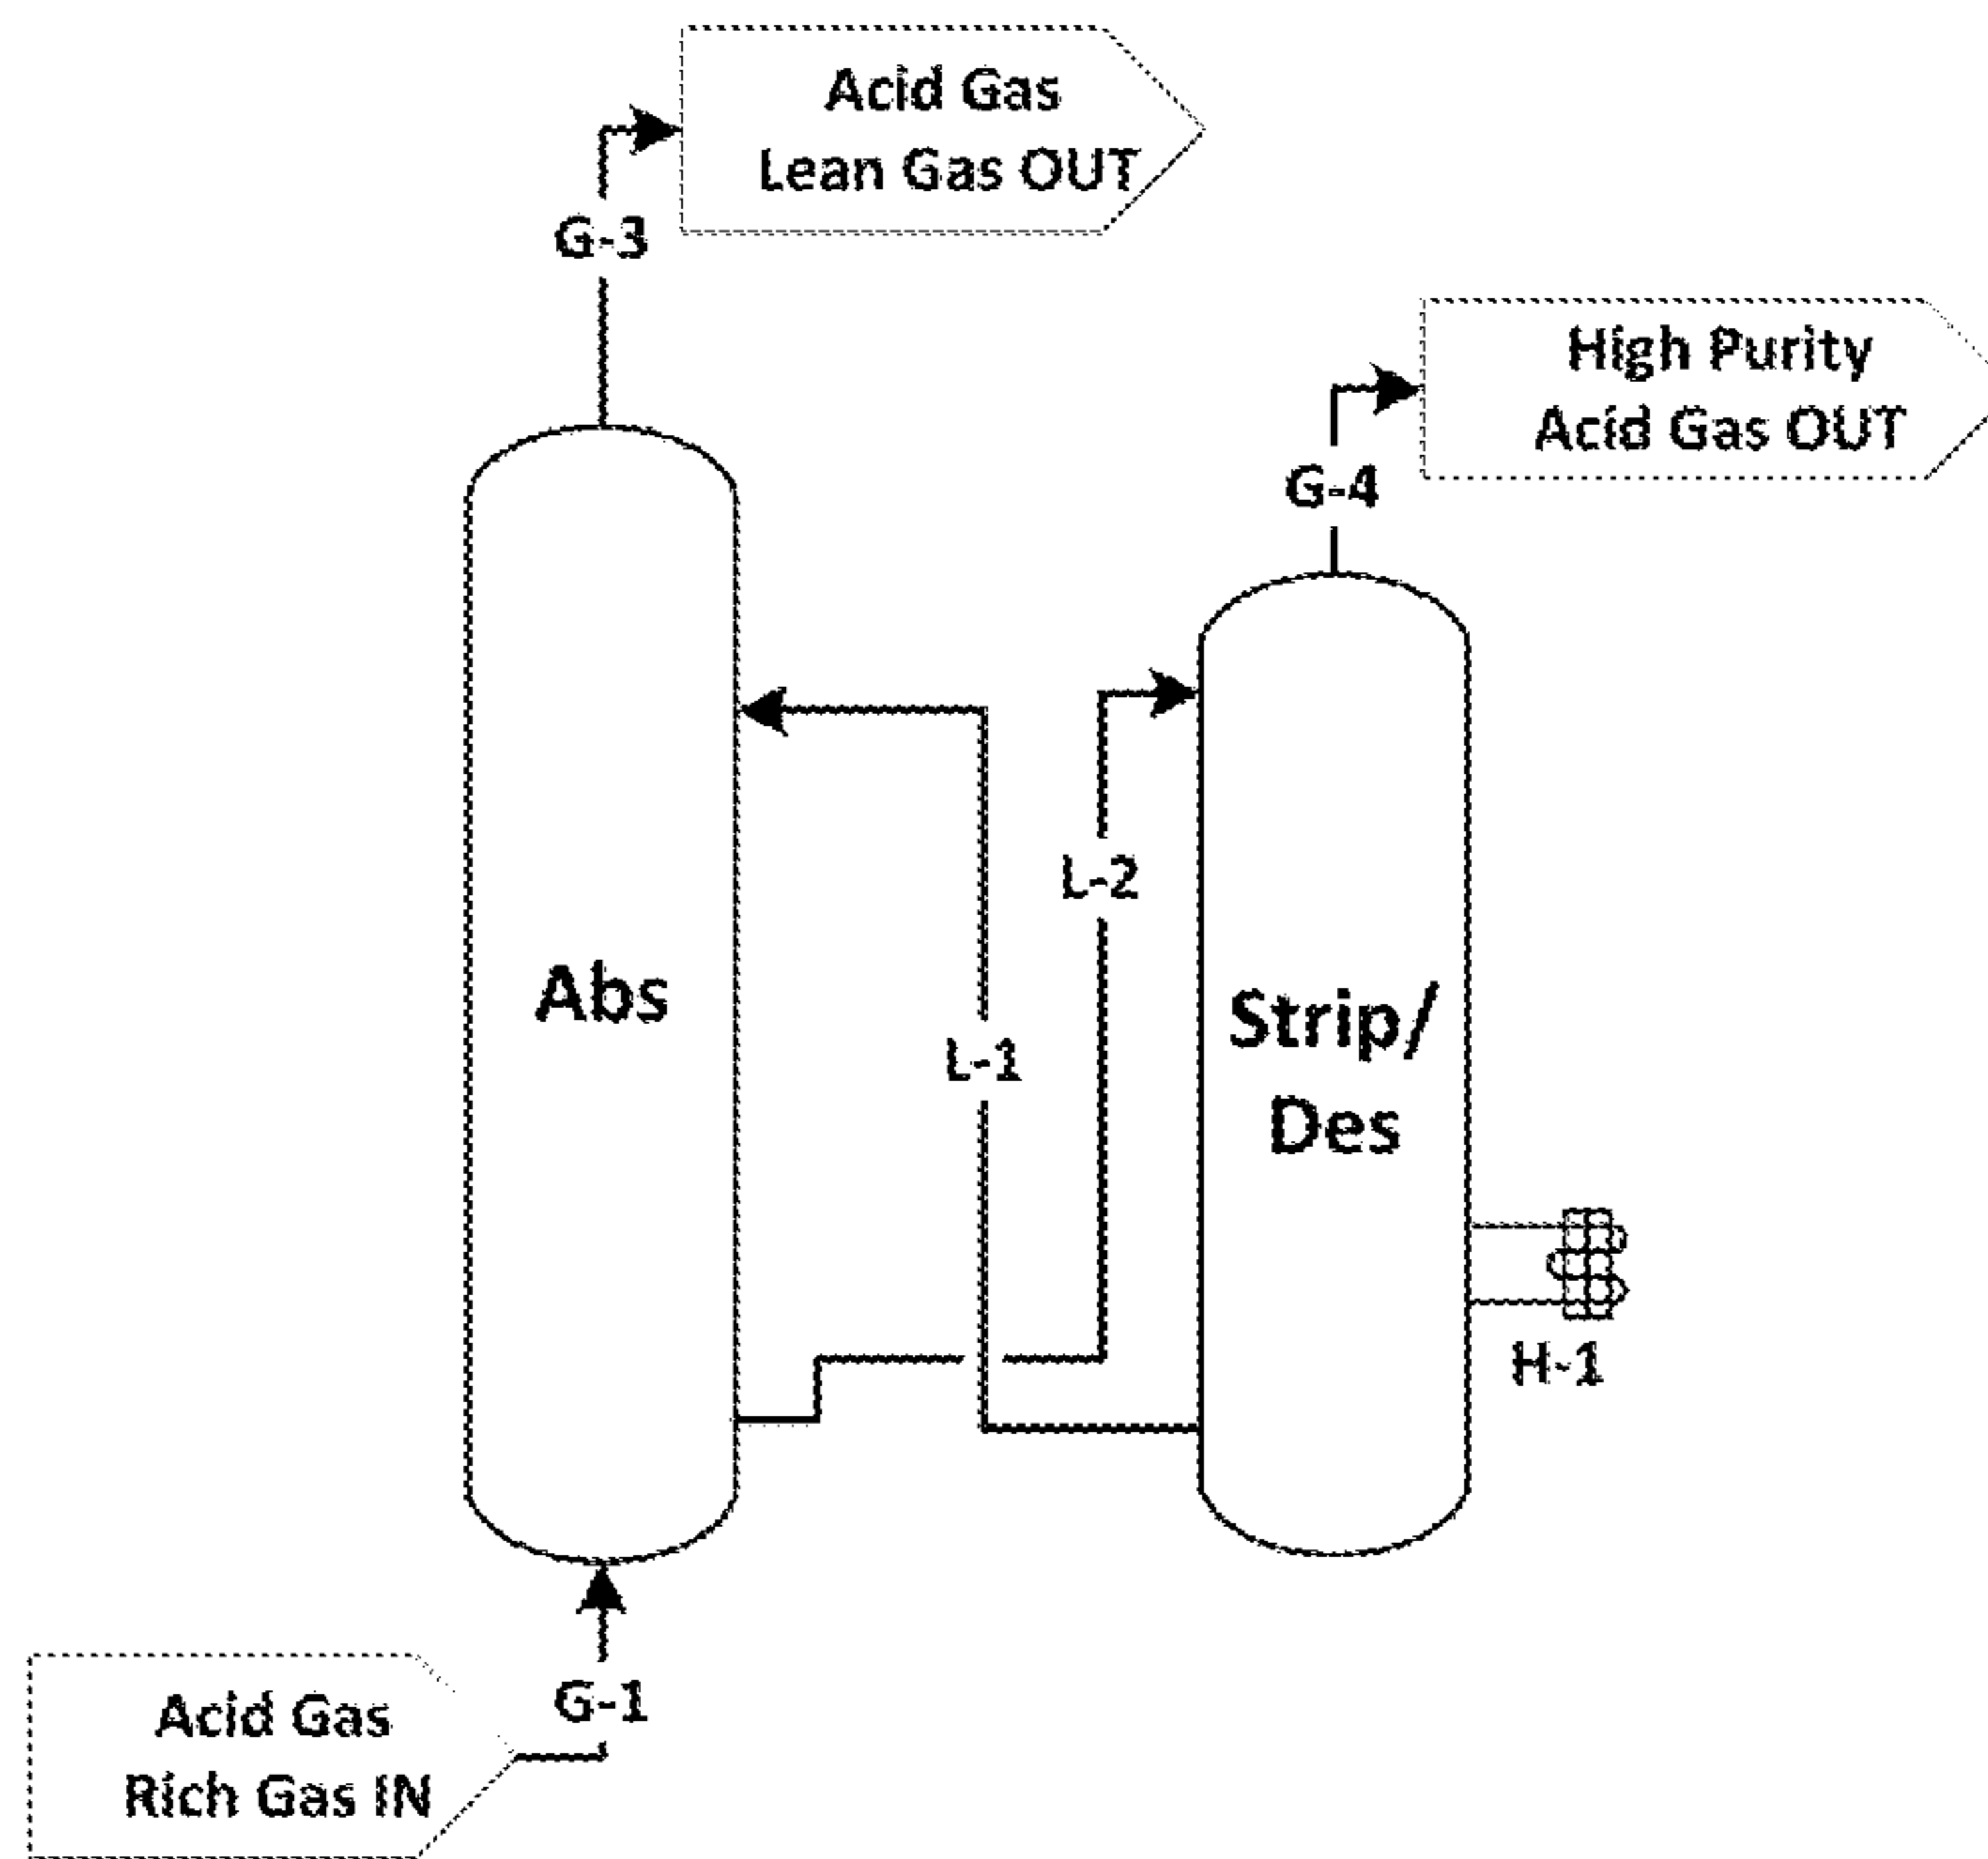 Acid Gas
Lean Gas OUT
G-3
High Purity
Acid Gas OUT
G-4
L-2
Abs
Strip/
Des
L-1
H-1
G-1
Acid Gas
Rich Gas IN